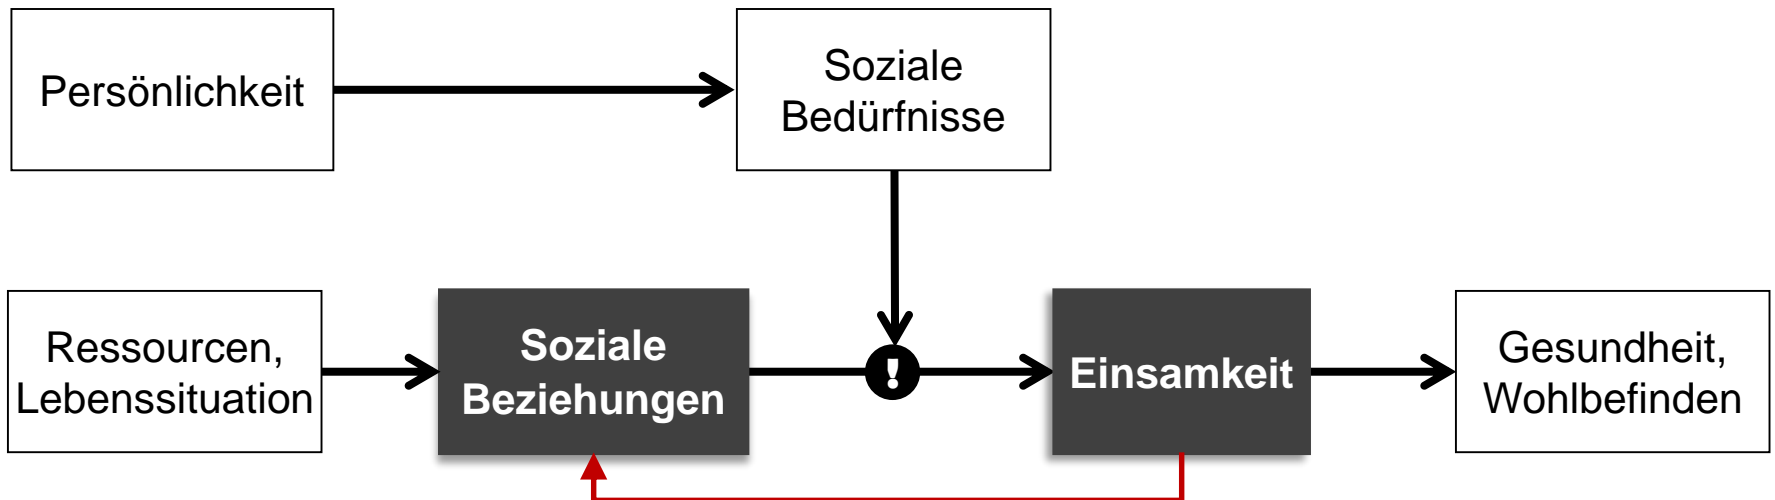 Persönlichkeit
Soziale
Bedürfnisse
Ressourcen,
Lebenssituation
Soziale
Beziehungen
!
Einsamkeit
Gesundheit,
Wohlbefinden